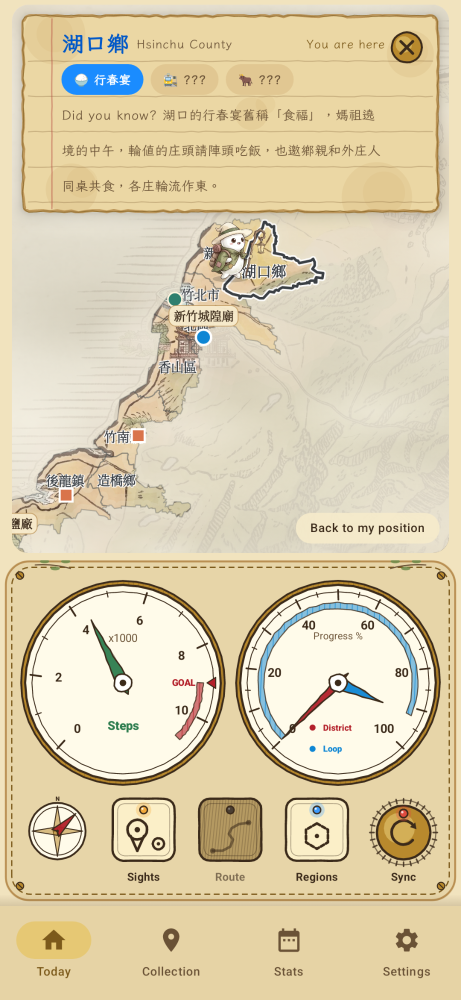 湖口鄉 Hsinchu County You are here
行春宴 ??? ???
Did you know? 湖口的行春宴舊稱「食福」，媽祖遶
境的中午，輪值的庄頭請陣頭吃飯，也邀鄉親和外庄人
同桌共食，各庄輪流作東。
新
湖口鄉
竹北市
新竹城隍廟
香山區
竹南
後龍鎮 造橋鄉
鹽廠
Back to my position
0 2 4 6 8 10
x1000
GOAL
Steps
0 20 40 60 80 100
Progress %
District
Loop
N
Sights Route Regions Sync
Today Collection Stats Settings